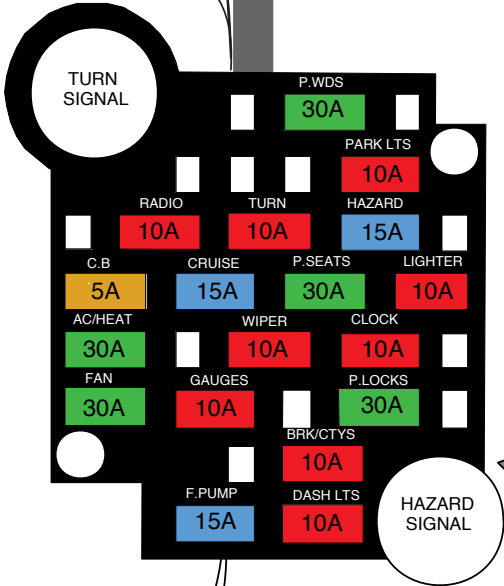 TURN
SIGNAL
P.WDS
30A
PARK LTS
10A
RADIO TURN HAZARD
10A 10A 15A
C.B CRUISE P.SEATS LIGHTER
5A 15A 30A 10A
AC/HEAT WIPER CLOCK
30A 10A 10A
FAN GAUGES P.LOCKS
30A 10A 30A
BRK/CTYS
10A
F.PUMP DASH LTS
15A 10A
HAZARD
SIGNAL